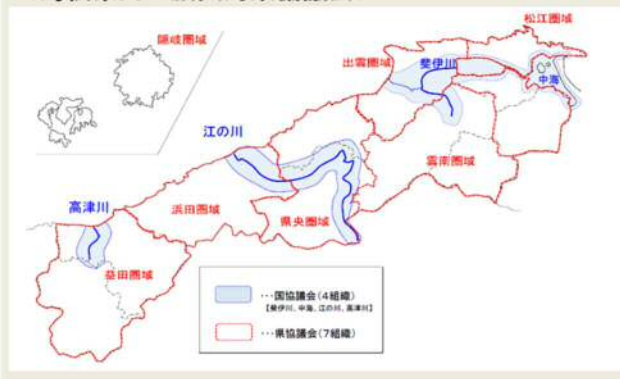 松江圏域
隠岐圏域
出雲圏域
斐伊川
中海
江の川
雲南圏域
高津川
浜田圏域
県央圏域
益田圏域
…国協議会(4組織)
【斐伊川、中海、江の川、高津川】
…県協議会(7組織)